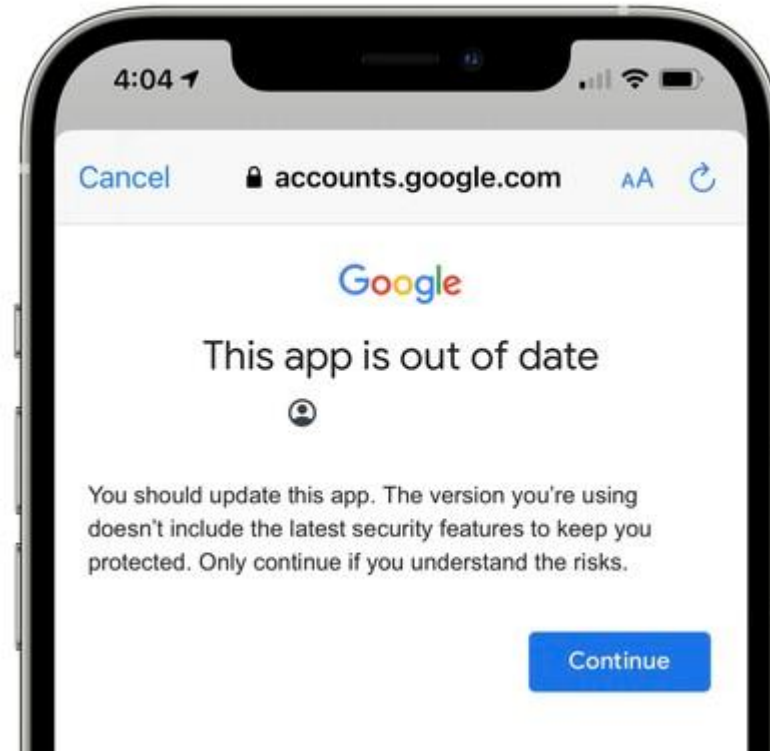 4:04
Cancel
accounts.google.com
AA
Google
This app is out of date
You should update this app. The version you're using
doesn't include the latest security features to keep you
protected. Only continue if you understand the risks.
Continue